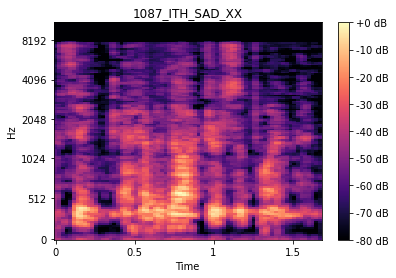 1087_ITH_SAD_XX
8192
4096
2048
1024
512
0
Hz
0
0.5
1
1.5
Time
+0 dB
-10 dB
-20 dB
-30 dB
-40 dB
-50 dB
-60 dB
-70 dB
-80 dB